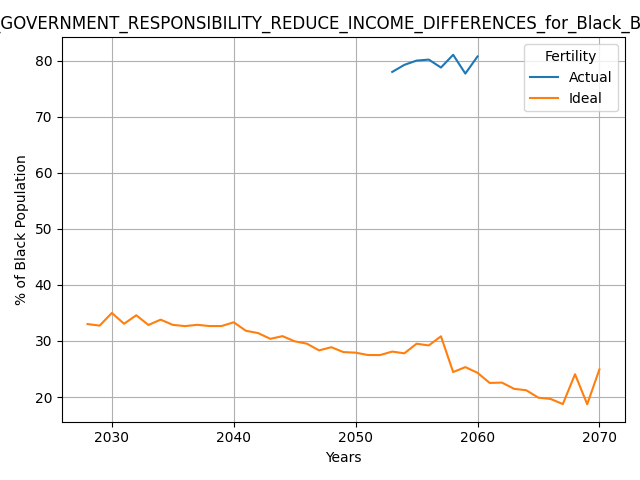 _GOVERNMENT_RESPONSIBILITY_REDUCE_INCOME_DIFFERENCES_for_Black_B
80
70
60
50
40
30
20
% of Black Population
Fertility
Actual
Ideal
2030 2040 2050 2060 2070
Years